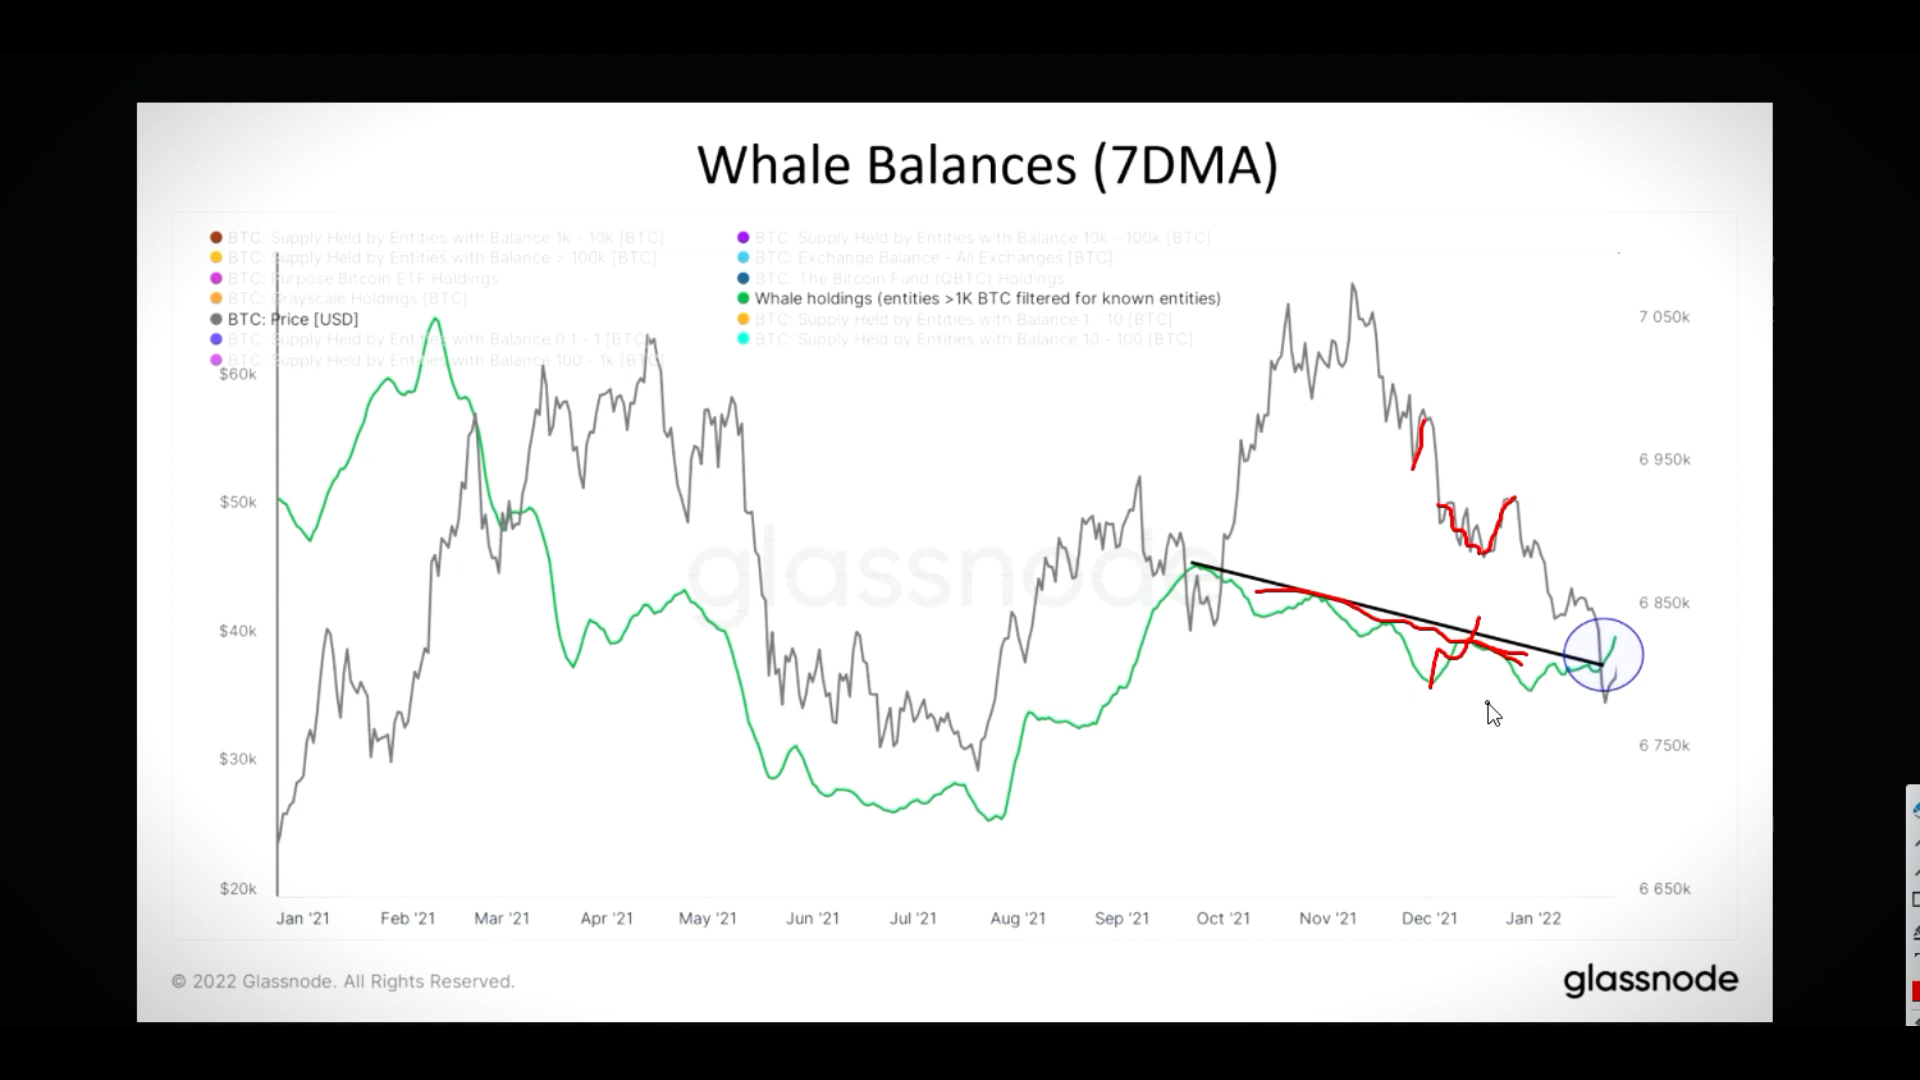 Whale Balances (7DMA)
BTC: Supply Held by Entities with Balance 1k - 10k [BTC]
BTC: Supply Held by Entities with Balance 10k - 100k [BTC]
BTC: Supply Held by Entities with Balance > 100k [BTC]
BTC: Exchange Balance - All Exchanges [BTC]
BTC: Purpose Bitcoin ETF Holdings
BTC: The Bitcoin Fund (QBTC) Holdings
BTC: Grayscale Holdings [BTC]
Whale holdings (entities >1K BTC filtered for known entities)
BTC: Price [USD]
BTC: Supply Held by Entities with Balance 1 - 10 [BTC]
BTC: Supply Held by Entities with Balance 0.1 - 1 [BTC]
BTC: Supply Held by Entities with Balance 10 - 100 [BTC]
BTC: Supply Held by Entities with Balance 100 - 1k [BTC]
$60k
$50k
$40k
$30k
$20k
7 050k
6 950k
6 850k
6 750k
6 650k
glassnode
Jan '21 Feb '21 Mar '21 Apr '21 May '21 Jun '21 Jul '21 Aug '21 Sep '21 Oct '21 Nov '21 Dec '21 Jan '22
© 2022 Glassnode. All Rights Reserved.
glassnode